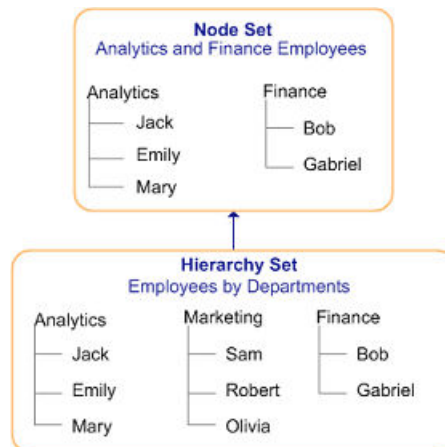 Node Set
Analytics and Finance Employees
Analytics
Jack
Emily
Mary
Finance
Bob
Gabriel
Hierarchy Set
Employees by Departments
Analytics
Jack
Emily
Mary
Marketing
Sam
Robert
Olivia
Finance
Bob
Gabriel